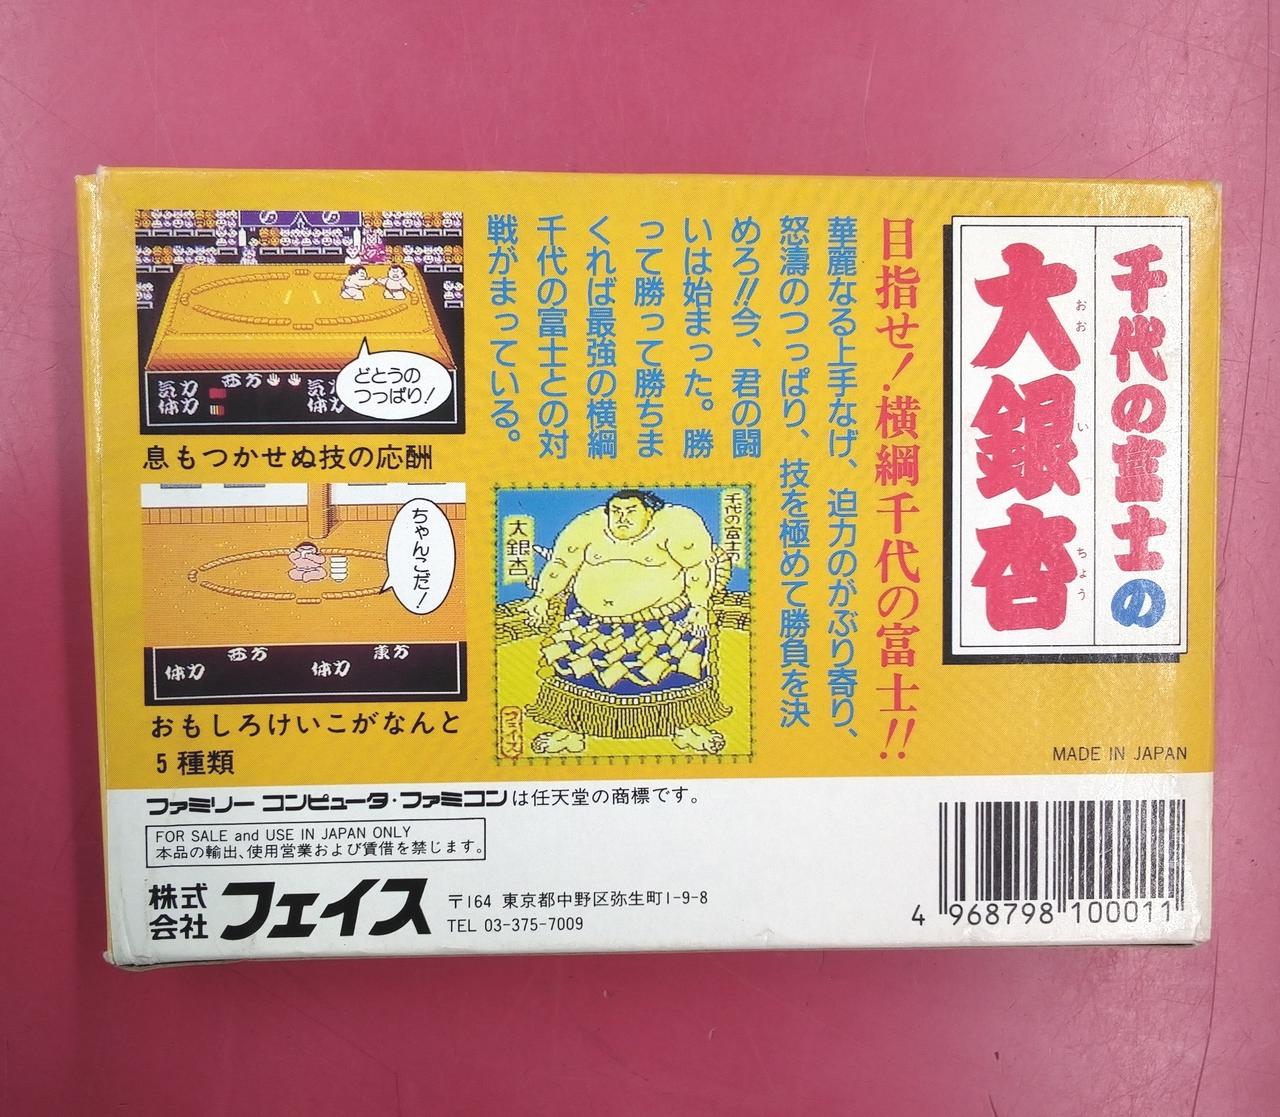 千代の富士の
大銀杏
おおいちょう
目指せ！横綱千代の富士!!
華麗なる上手なげ、迫力のがぶり寄り、
怒濤のつっぱり、技を極めて勝負を決
めろ!!今、君の闘
いは始まった。勝
って勝って勝ちま
くれば最強の横綱
千代の富士との対
戦がまっている。
どとうの
つっぱり！
西方
気力
体力
気力
体力
息もつかせぬ技の応酬
ちゃんこだ！
西方
東方
体力
体力
おもしろけいこがなんと
5種類
千代の富士の
大銀杏
フェイス
MADE IN JAPAN
ファミリー コンピュータ・ファミコンは任天堂の商標です。
FOR SALE and USE IN JAPAN ONLY
本品の輸出、使用営業および賃借を禁じます。
株式
会社
フェイス
〒164 東京都中野区弥生町1-9-8
TEL 03-375-7009
4 968798 100011